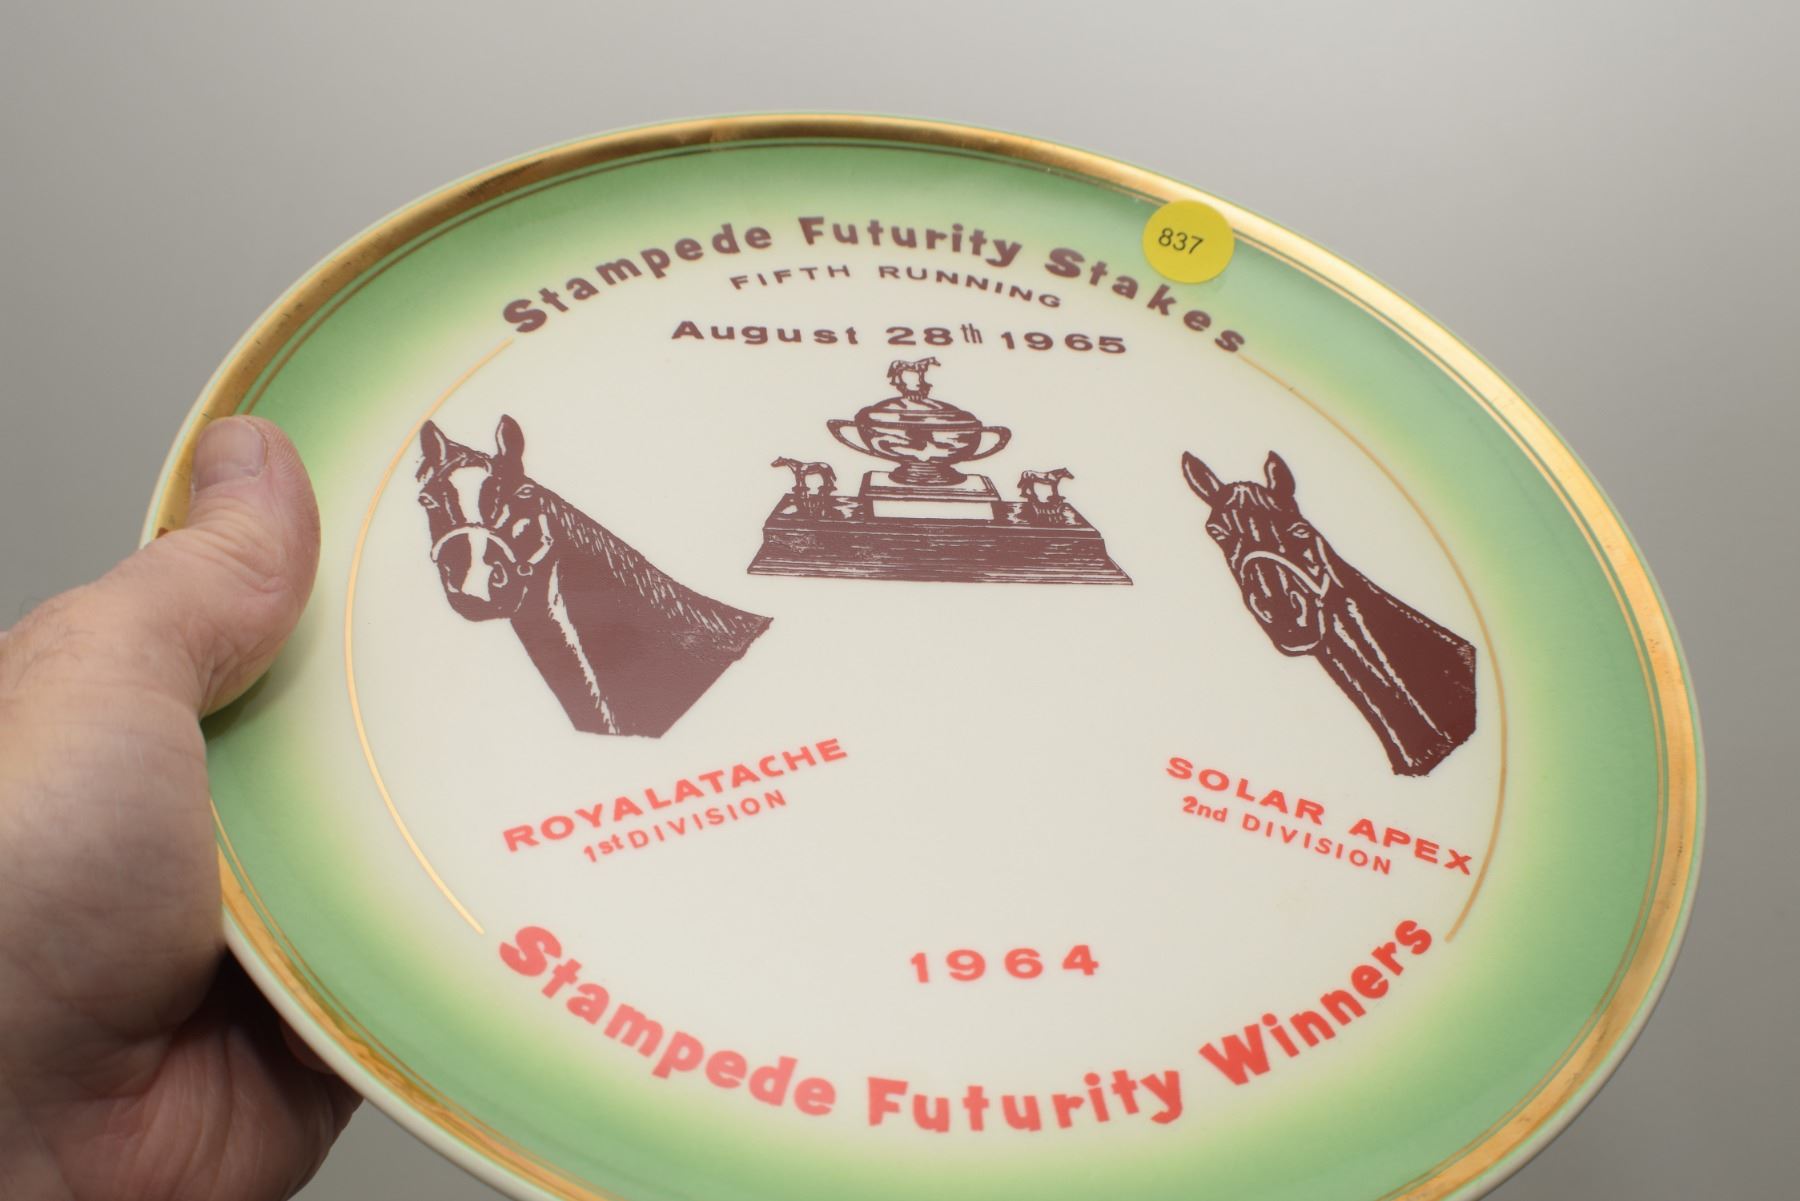 Stampede Futurity Stakes
FIFTH RUNNING
August 28th 1965
837
ROYALATACHE
1st DIVISION
SOLAR APEX
2nd DIVISION
1964
Stampede Futurity Winners